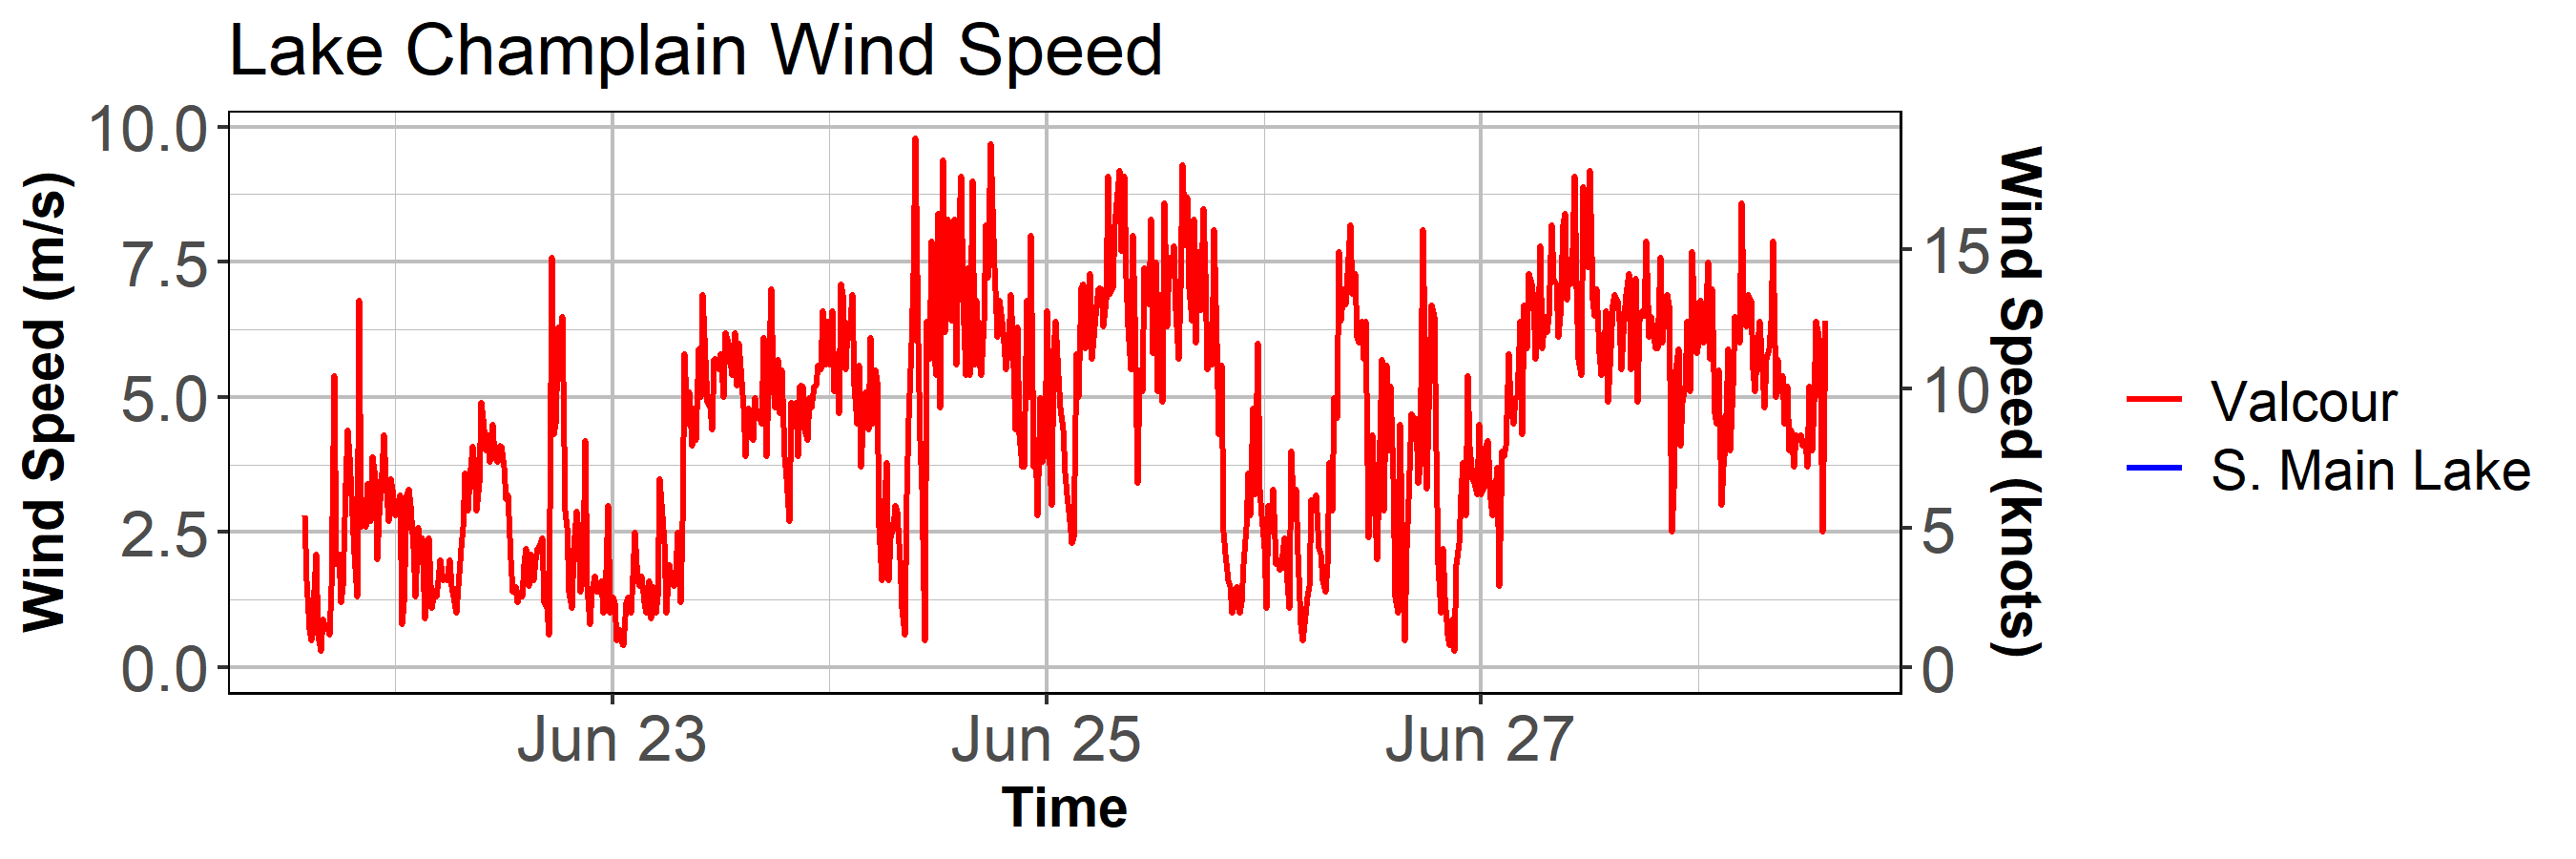 Lake Champlain Wind Speed
Wind Speed (m/s)
10.0
7.5
5.0
2.5
0.0
15
10
5
0
Wind Speed (knots)
Jun 23
Jun 25
Jun 27
Time
Valcour
S. Main Lake